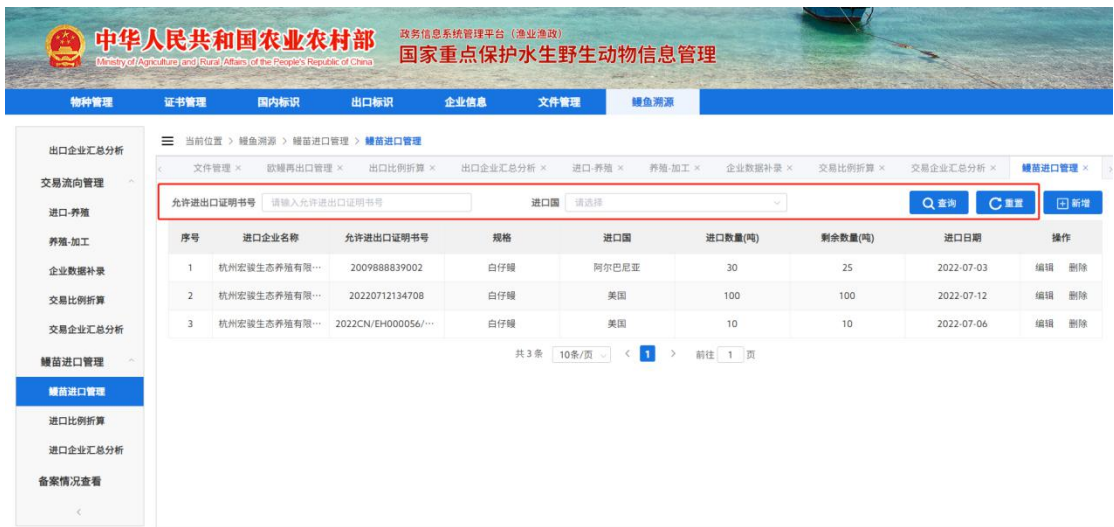 中华人民共和国农业农村部
Ministry of Agriculture and Rural Affairs of the People's Republic of China
政务信息系统管理平台（渔业渔政）
国家重点保护水生野生动物信息管理
物种管理 证书管理 国内标识 出口标识 企业信息 文件管理 鳗鱼溯源
当前位置 > 鳗鱼溯源 > 鳗苗进口管理 > 鳗苗进口管理
< 文件管理 × 欧鳗再出口管理 × 出口比例折算 × 出口企业汇总分析 × 进口-养殖 × 养殖-加工 × 企业数据补录 × 交易比例折算 × 交易企业汇总分析 × 鳗苗进口管理 × >
出口企业汇总分析
交易流向管理
进口-养殖
养殖-加工
企业数据补录
交易比例折算
交易企业汇总分析
鳗苗进口管理
鳗苗进口管理
进口比例折算
进口企业汇总分析
备案情况查看
<
允许进出口证明书号 请输入允许进出口证明书号 进口国 请选择 查询 重置 新增
序号 进口企业名称 允许进出口证明书号 规格 进口国 进口数量(吨) 剩余数量(吨) 进口日期 操作
1 杭州宏骏生态养殖有限… 2009888839002 白仔鳗 阿尔巴尼亚 30 25 2022-07-03 编辑 删除
2 杭州宏骏生态养殖有限… 20220712134708 白仔鳗 美国 100 100 2022-07-12 编辑 删除
3 杭州宏骏生态养殖有限… 2022CN/EH000056/… 白仔鳗 美国 10 10 2022-07-06 编辑 删除
共 3 条 10条/页 < 1 > 前往 1 页